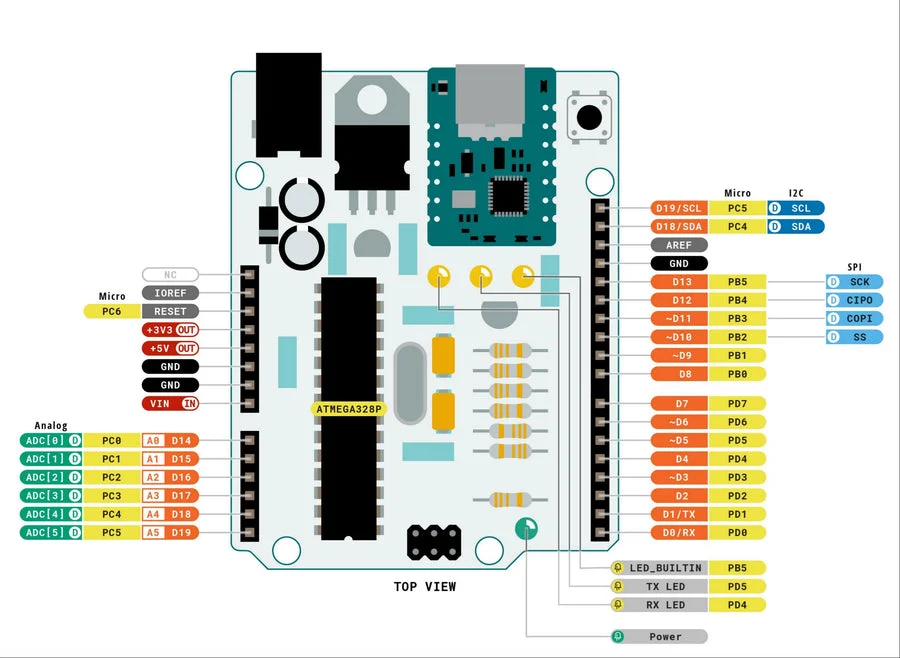 Micro I2C
D19/SCL PC5 D SCL
D18/SDA PC4 D SDA
AREF
GND
SPI
D13 PB5 D SCK
D12 PB4 D CIPO
~D11 PB3 D COPI
~D10 PB2 D SS
~D9 PB1
D8 PB0
D7 PD7
~D6 PD6
~D5 PD5
D4 PD4
~D3 PD3
D2 PD2
D1/TX PD1
D0/RX PD0
NC
IOREF
Micro
PC6 RESET
+3V3 OUT
+5V OUT
GND
GND
VIN IN
Analog
ADC[0] D PC0 A0 D14
ADC[1] D PC1 A1 D15
ADC[2] D PC2 A2 D16
ADC[3] D PC3 A3 D17
ADC[4] D PC4 A4 D18
ADC[5] D PC5 A5 D19
ATMEGA328P
TOP VIEW
LED_BUILTIN PB5
TX LED PD5
RX LED PD4
Power